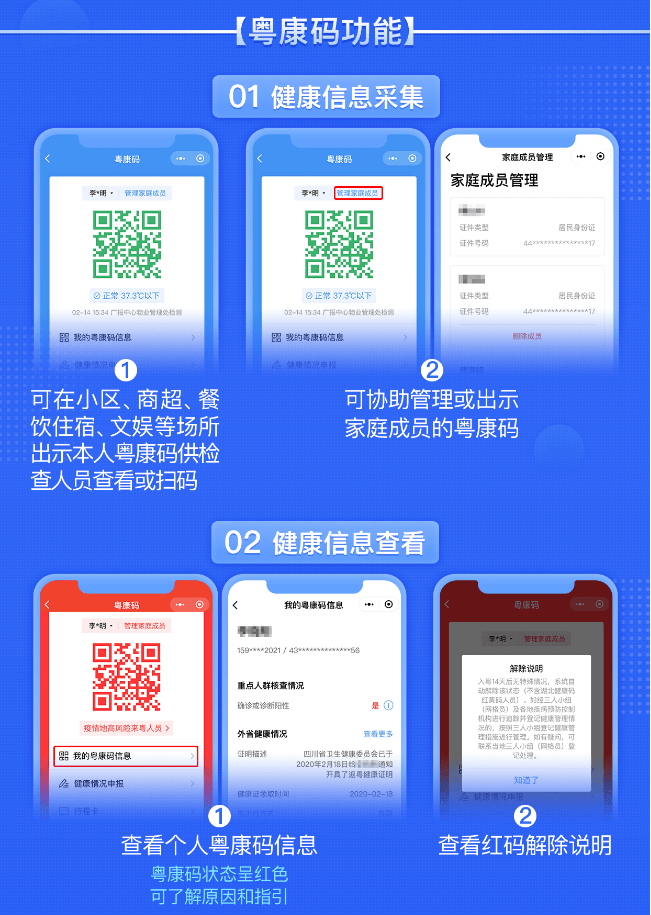 【粤康码功能】
01 健康信息采集
粤康码
李*明
管理家庭成员
正常 37.3℃以下
02-14 15:34 广报中心物业管理处检测
我的粤康码信息
健康情况申报
粤康码
李*明
管理家庭成员
正常 37.3℃以下
02-14 15:34 广报中心物业管理处检测
我的粤康码信息
健康情况申报
家庭成员管理
家庭成员管理
证件类型 居民身份证
证件号码 44***************17
证件类型 居民身份证
证件号码 44***************17
删除成员
1
可在小区、商超、餐
饮住宿、文娱等场所
出示本人粤康码供检
查人员查看或扫码
2
可协助管理或出示
家庭成员的粤康码
02 健康信息查看
粤康码
李*明
管理家庭成员
疫情地高风险来粤人员 >
我的粤康码信息
健康情况申报
行程卡
我的粤康码信息
159****2021 / 43**************56
重点人群核查情况
确诊或诊断阳性 是
外省健康情况 查看更多
证明描述 四川省卫生健康委员会已于
2020年2月18日给 通知
开具了返粤健康证明
健康证领取时间 2020-02-18
粤康码
李*明
管理家庭成员
解除说明
入粤14天后无特殊情况，系统自
动解除该状态（不含湖北健康码
红黄码人员）。如经三人小组
（网格员）及各地疾病预防控制
机构进行追踪并登记健康管理情
况的，按照三人小组登记健康管
理措施进行管理。如有疑问，可
联系当地三人小组（网格员）登
记处理。
知道了
健康情况申报
1
查看个人粤康码信息
粤康码状态呈红色
可了解原因和指引
2
查看红码解除说明